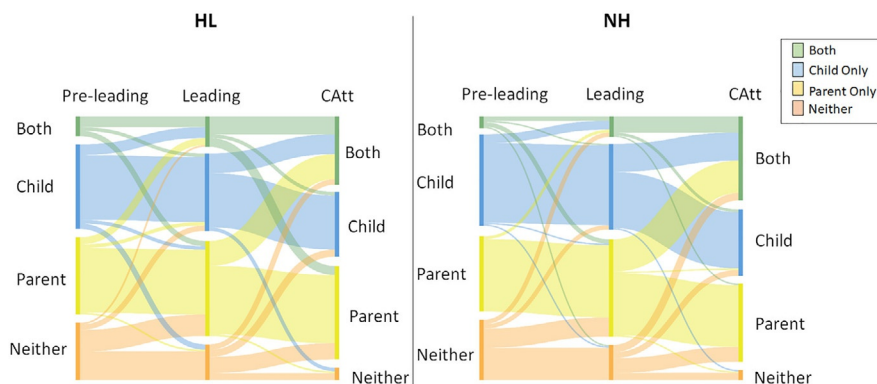 HL
Pre-leading
Leading
CAtt
Both
Child
Parent
Neither
Both
Child
Parent
Neither
NH
Pre-leading
Leading
CAtt
Both
Child
Parent
Neither
Both
Child
Parent
Neither
Both
Child Only
Parent Only
Neither